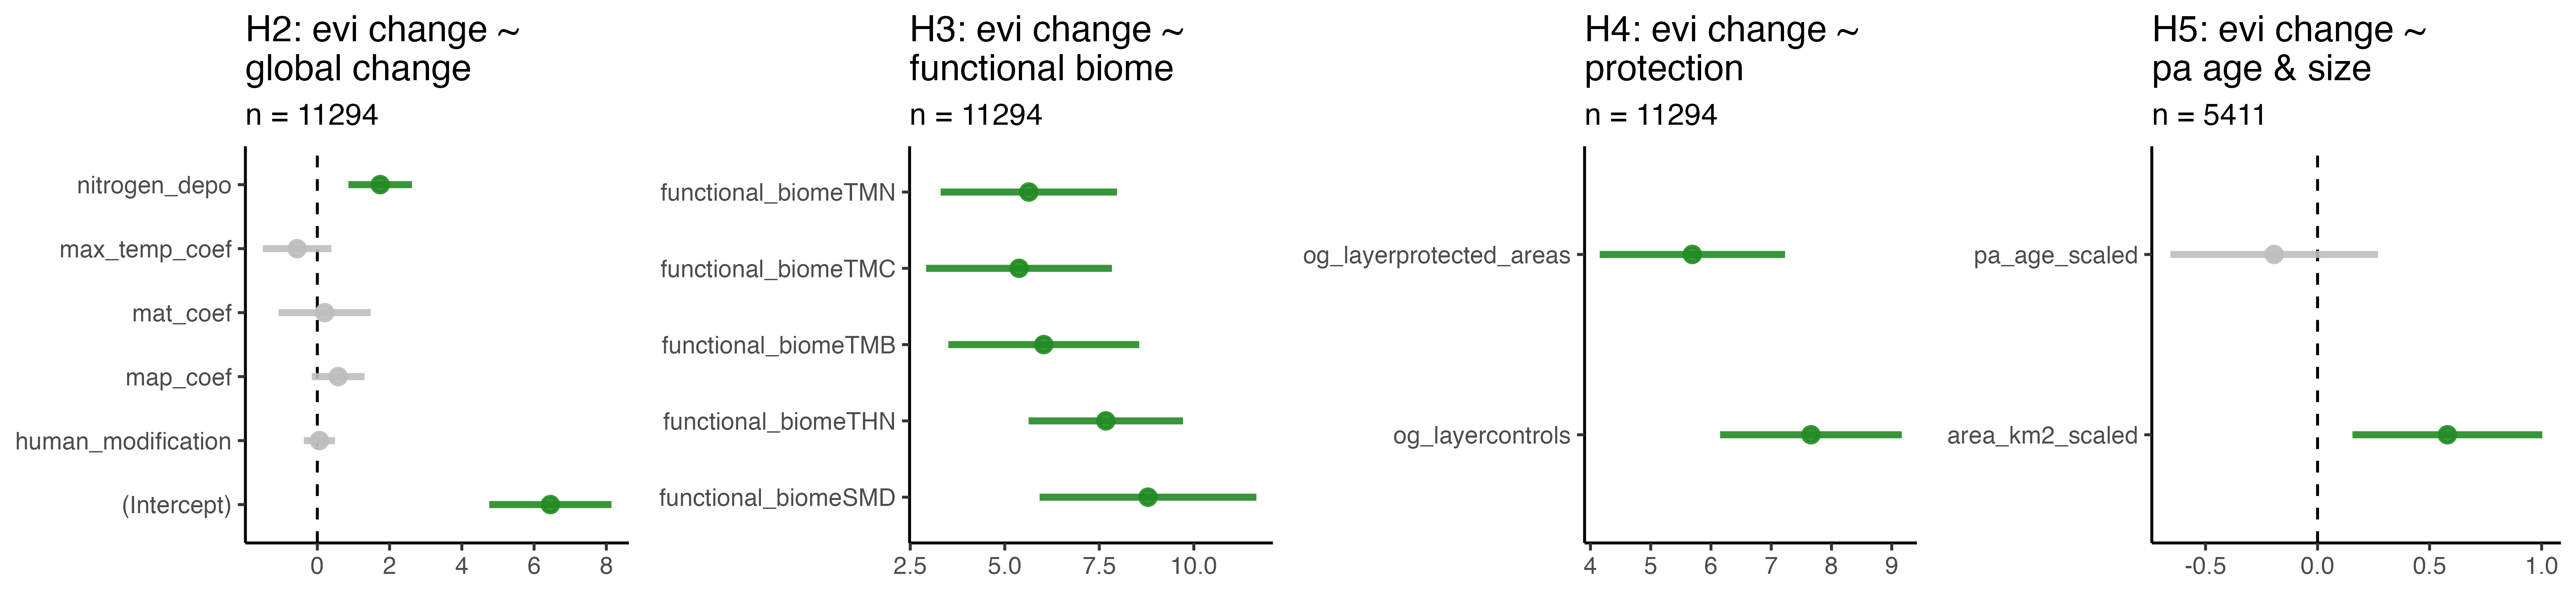 H2: evi change ~
global change
n = 11294
nitrogen_depo
max_temp_coef
mat_coef
map_coef
human_modification
(Intercept)
0 2 4 6 8
H3: evi change ~
functional biome
n = 11294
functional_biomeTMN
functional_biomeTMC
functional_biomeTMB
functional_biomeTHN
functional_biomeSMD
2.5 5.0 7.5 10.0
H4: evi change ~
protection
n = 11294
og_layerprotected_areas
og_layercontrols
4 5 6 7 8 9
H5: evi change ~
pa age & size
n = 5411
pa_age_scaled
area_km2_scaled
-0.5 0.0 0.5 1.0